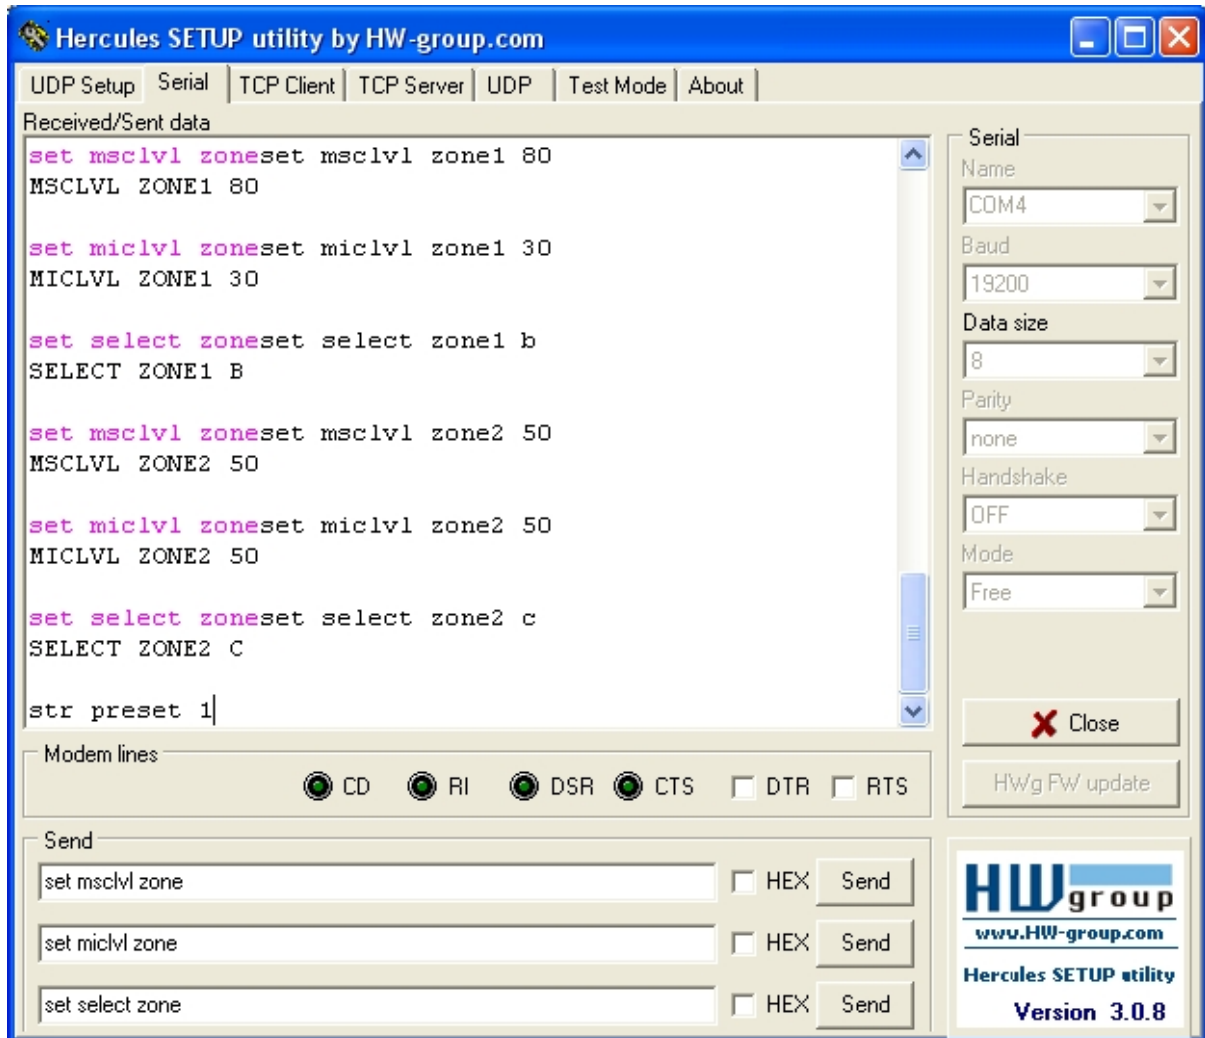 Hercules SETUP utility by HW-group.com
UDP Setup Serial TCP Client TCP Server UDP Test Mode About
Received/Sent data
set msclvl zoneset msclvl zone1 80
MSCLVL ZONE1 80
set miclvl zoneset miclvl zone1 30
MICLVL ZONE1 30
set select zoneset select zone1 b
SELECT ZONE1 B
set msclvl zoneset msclvl zone2 50
MSCLVL ZONE2 50
set miclvl zoneset miclvl zone2 50
MICLVL ZONE2 50
set select zoneset select zone2 c
SELECT ZONE2 C
str preset 1
Serial
Name
COM4
Baud
19200
Data size
8
Parity
none
Handshake
OFF
Mode
Free
Close
HWg FW update
Modem lines
CD RI DSR CTS DTR RTS
Send
set msclvl zone HEX Send
set miclvl zone HEX Send
set select zone HEX Send
HW group
www.HW-group.com
Hercules SETUP utility
Version 3.0.8